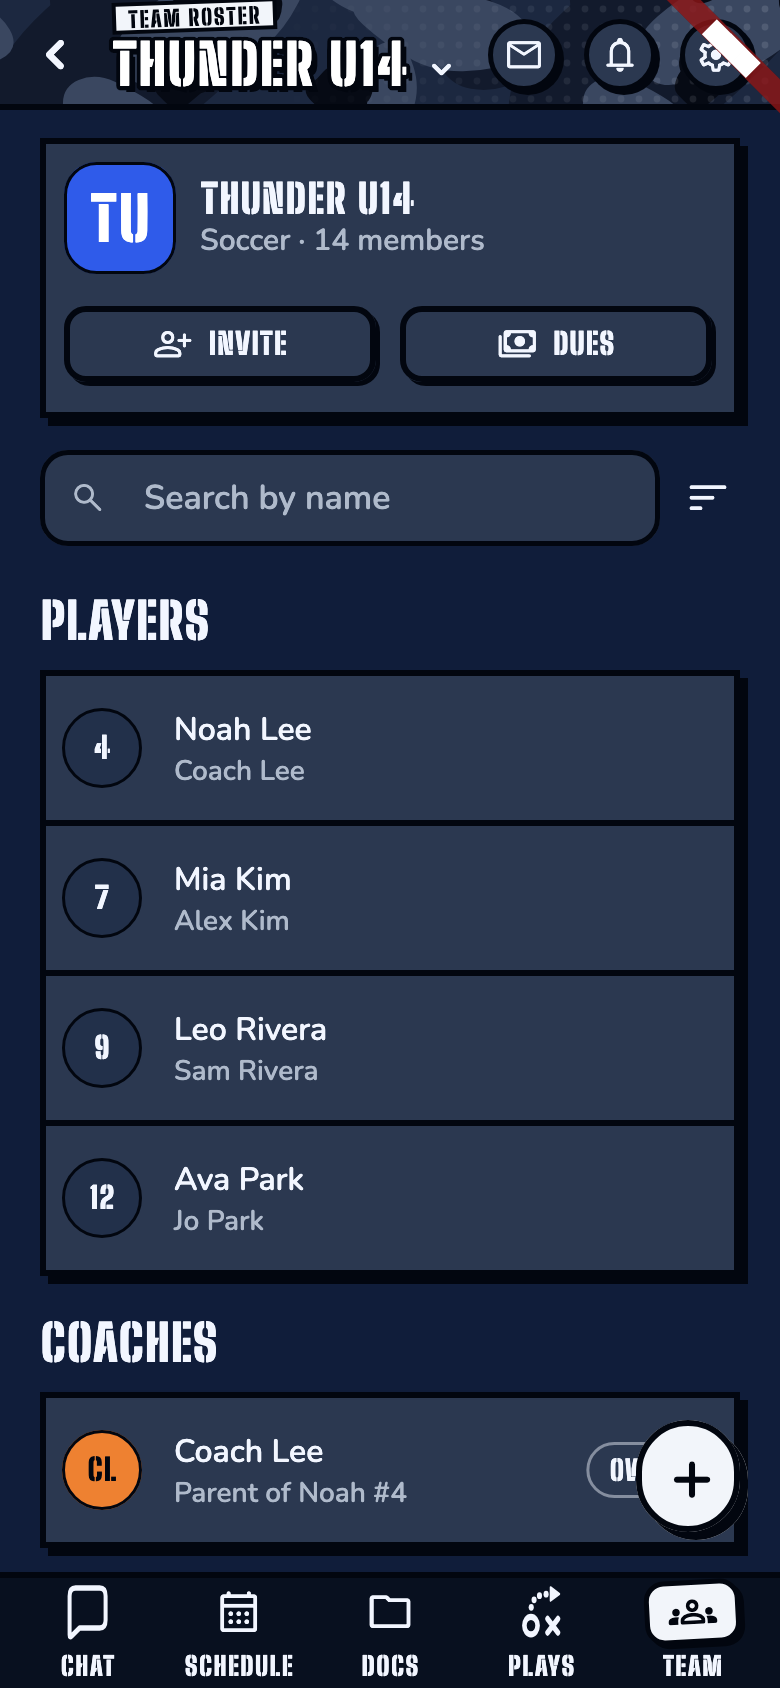 TEAM ROSTER
THUNDER U14
TU
THUNDER U14
Soccer · 14 members
INVITE
DUES
Search by name
PLAYERS
4
Noah Lee
Coach Lee
7
Mia Kim
Alex Kim
9
Leo Rivera
Sam Rivera
12
Ava Park
Jo Park
COACHES
CL
Coach Lee
Parent of Noah #4
CHAT
SCHEDULE
DOCS
PLAYS
TEAM